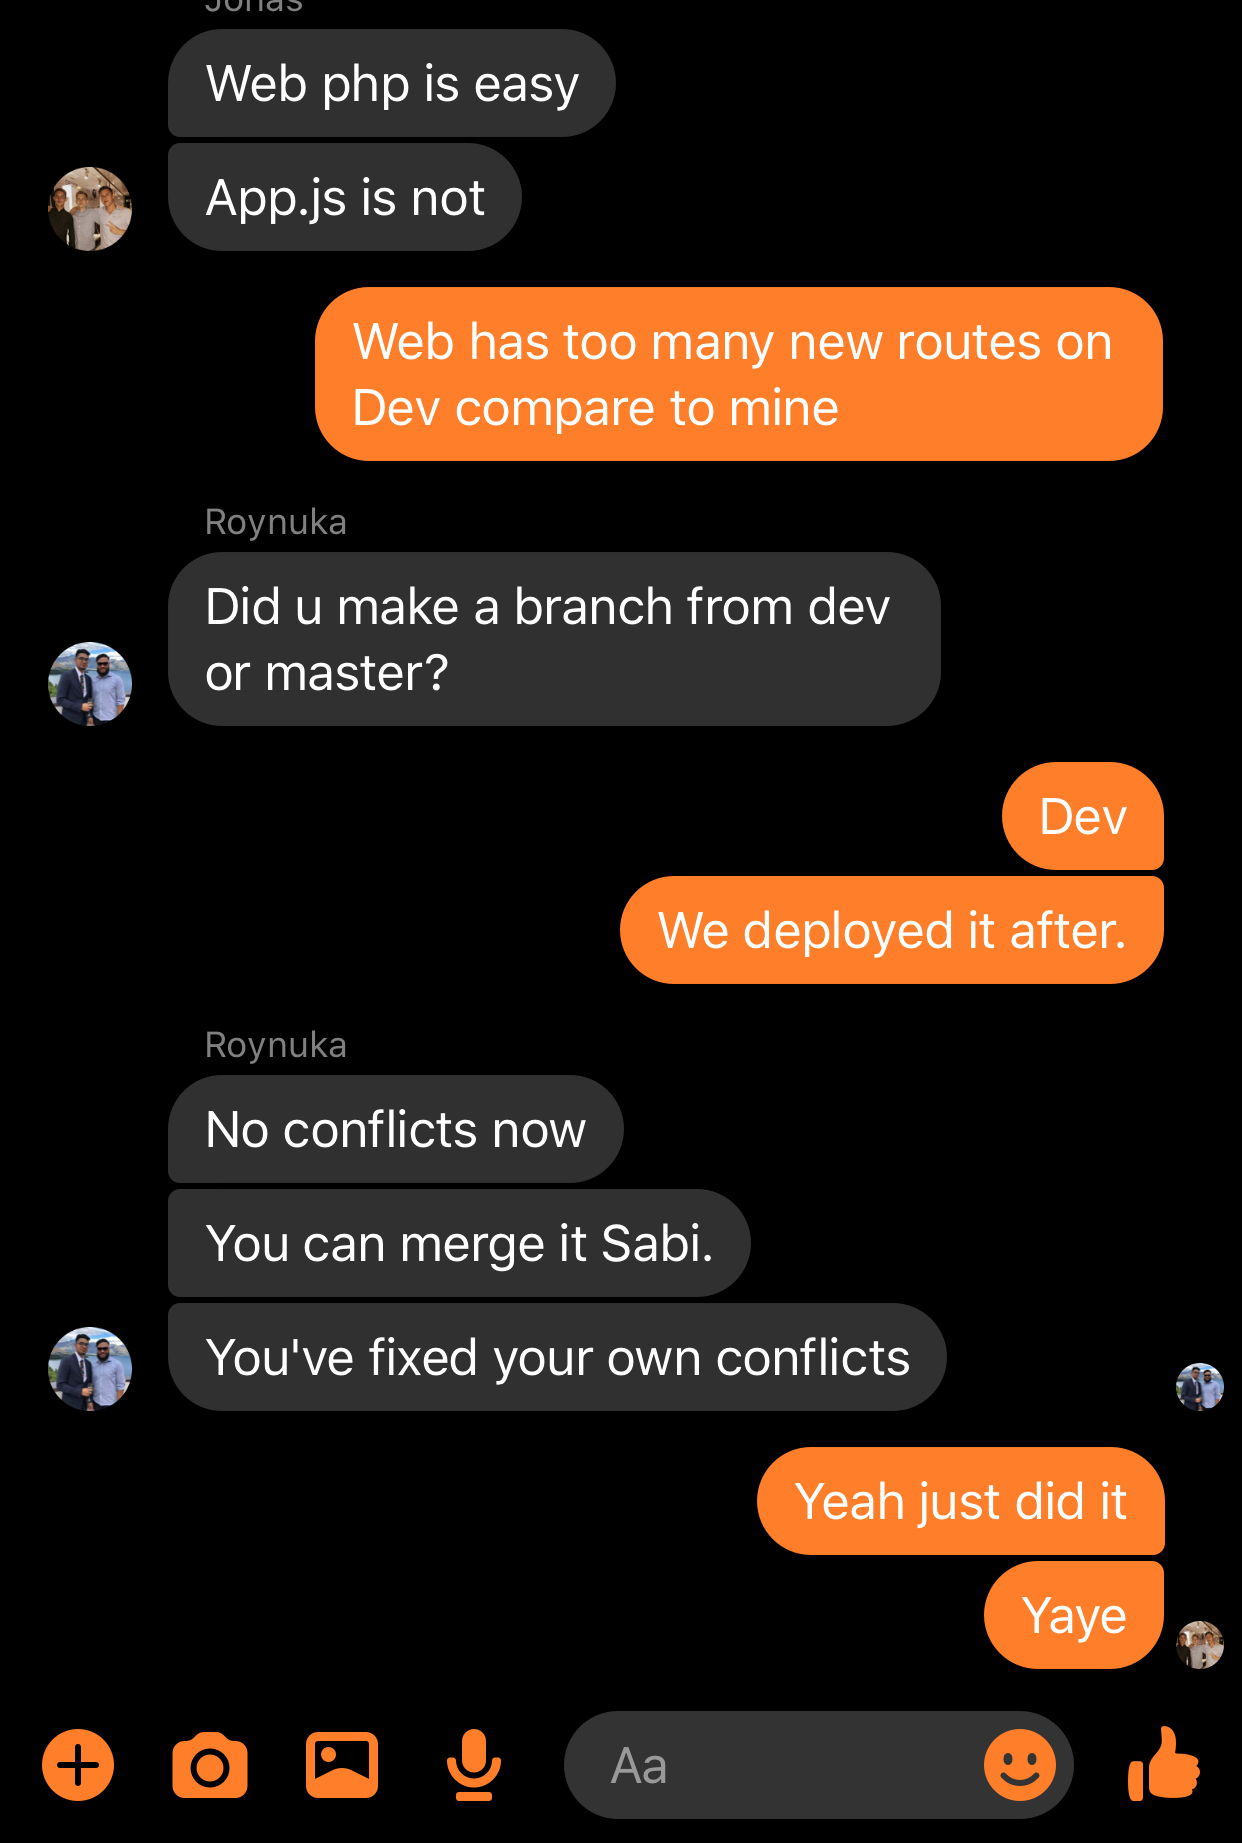 Jonas
Web php is easy
App.js is not
Web has too many new routes on
Dev compare to mine
Roynuka
Did u make a branch from dev
or master?
Dev
We deployed it after.
Roynuka
No conflicts now
You can merge it Sabi.
You've fixed your own conflicts
Yeah just did it
Yaye
Aa